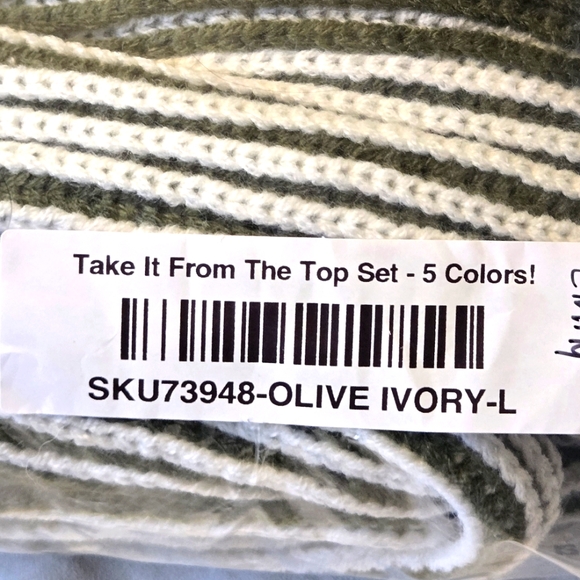 Take It From The Top Set - 5 Colors!
SKU73948-OLIVE IVORY-L